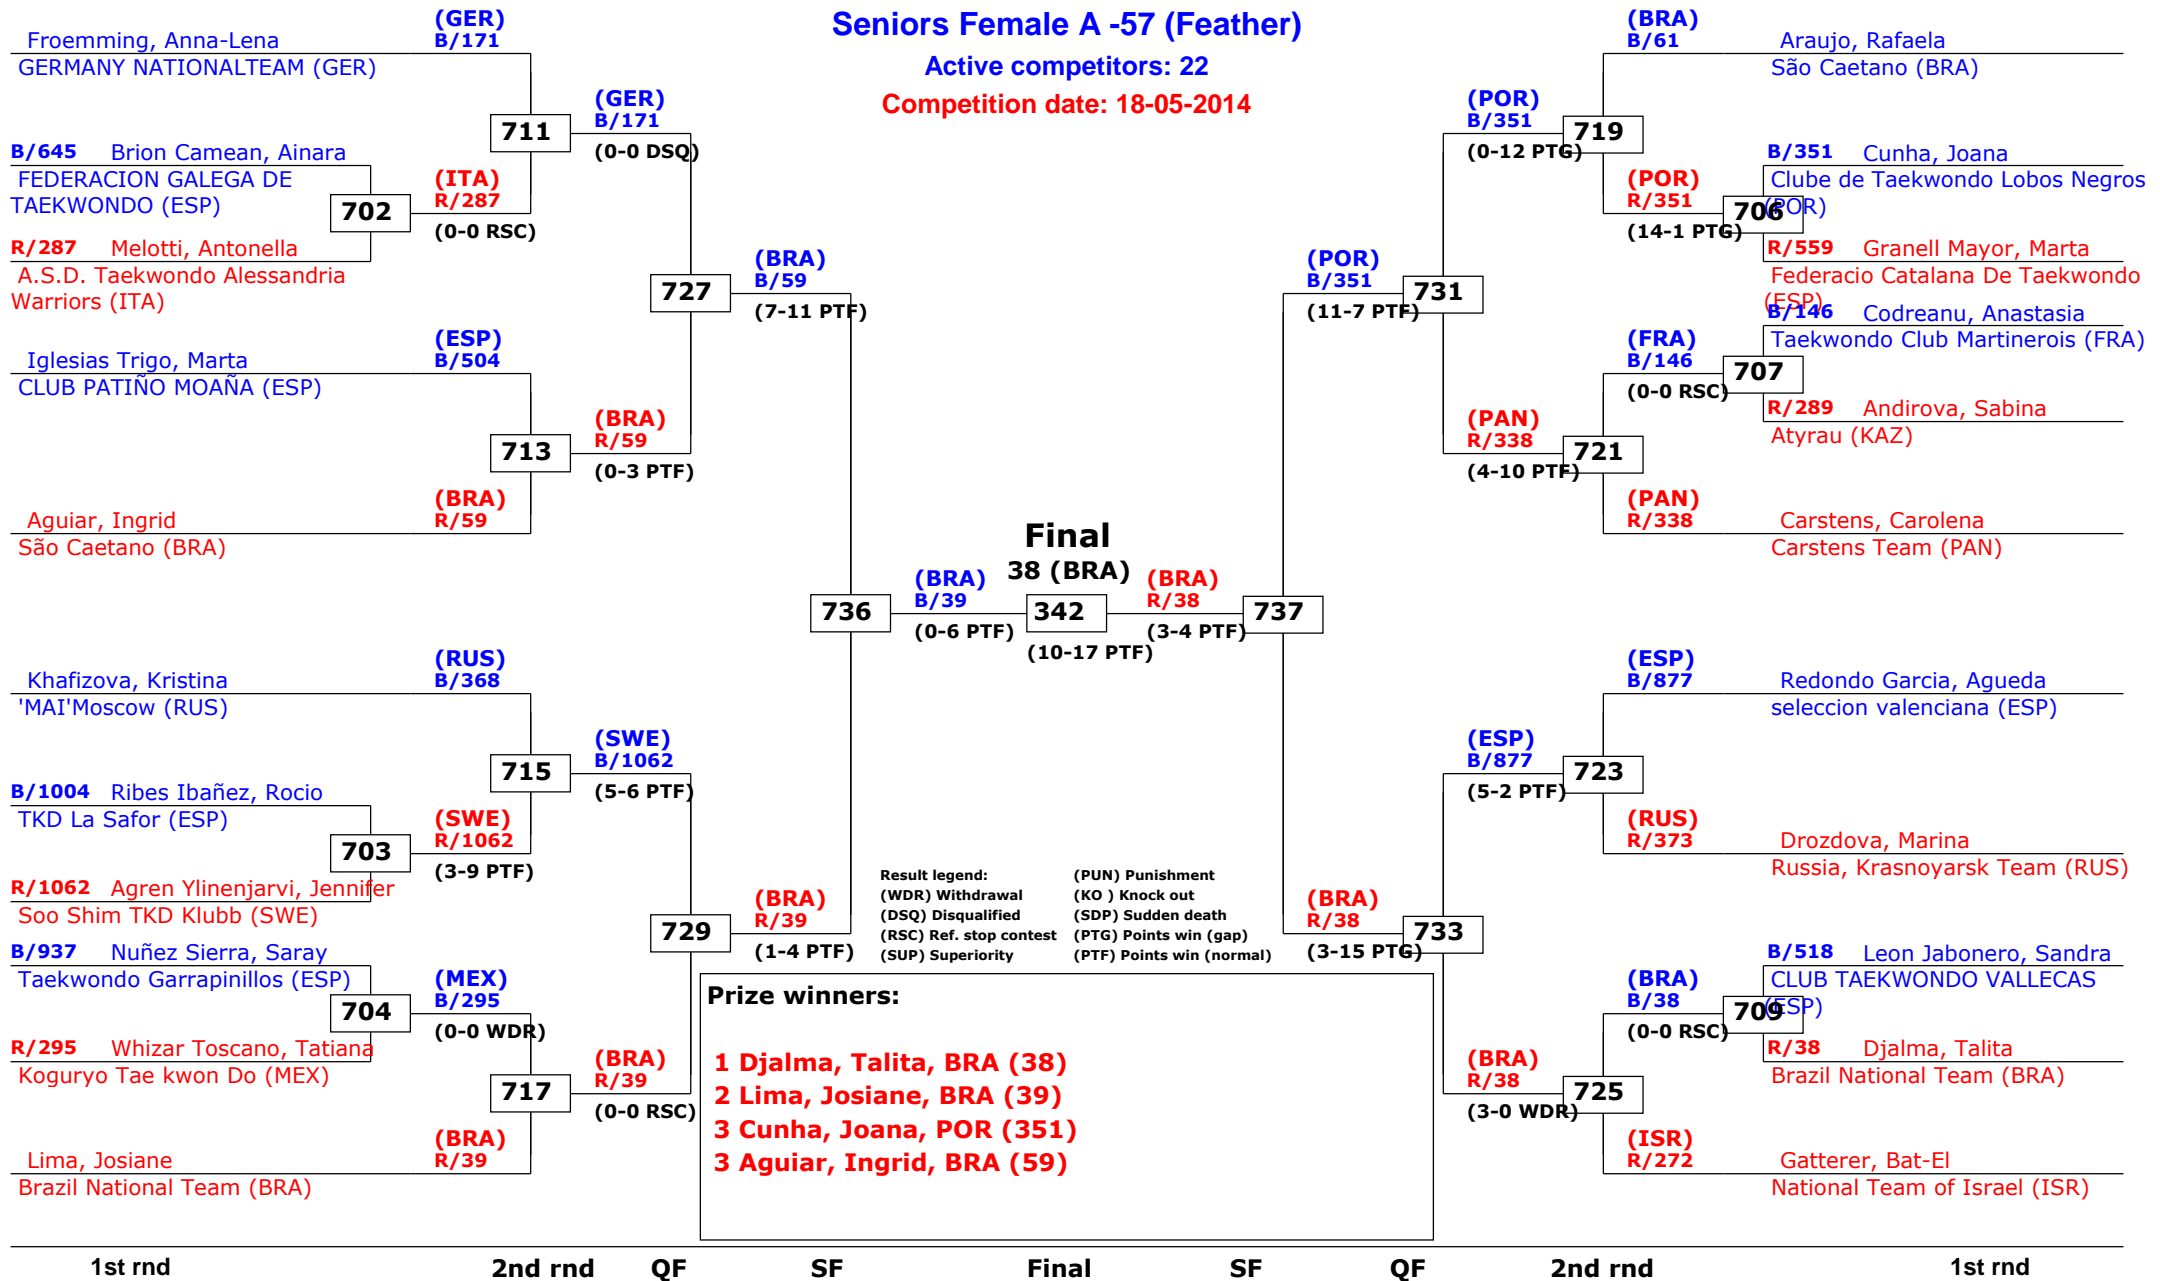 Seniors Female A -57 (Feather)
Active competitors: 22
Competition date: 18-05-2014
Froemming, Anna-Lena
GERMANY NATIONALTEAM (GER)
(GER)
B/171
B/645 Brion Camean, Ainara
FEDERACION GALEGA DE
TAEKWONDO (ESP)
702
R/287 Melotti, Antonella
A.S.D. Taekwondo Alessandria
Warriors (ITA)
(ITA)
R/287
(0-0 RSC)
711
(GER)
B/171
(0-0 DSQ)
Iglesias Trigo, Marta
CLUB PATIÑO MOAÑA (ESP)
(ESP)
B/504
713
Aguiar, Ingrid
São Caetano (BRA)
(BRA)
R/59
(BRA)
R/59
(0-3 PTF)
727
(BRA)
B/59
(7-11 PTF)
Khafizova, Kristina
'MAI'Moscow (RUS)
(RUS)
B/368
715
B/1004 Ribes Ibañez, Rocio
TKD La Safor (ESP)
703
R/1062 Agren Ylinenjarvi, Jennifer
Soo Shim TKD Klubb (SWE)
(SWE)
R/1062
(3-9 PTF)
(SWE)
B/1062
(5-6 PTF)
B/937 Nuñez Sierra, Saray
Taekwondo Garrapinillos (ESP)
704
R/295 Whizar Toscano, Tatiana
Koguryo Tae kwon Do (MEX)
(MEX)
B/295
(0-0 WDR)
717
Lima, Josiane
Brazil National Team (BRA)
(BRA)
R/39
(BRA)
R/39
(0-0 RSC)
729
(BRA)
R/39
(1-4 PTF)
736
(BRA)
B/39
(0-6 PTF)
Final
38 (BRA)
342
(10-17 PTF)
(BRA)
R/38
(3-4 PTF)
737
(POR)
B/351
(11-7 PTF)
731
(POR)
B/351
(0-12 PTG)
719
(BRA)
B/61
Araujo, Rafaela
São Caetano (BRA)
(POR)
R/351
(14-1 PTG)
B/351 Cunha, Joana
Clube de Taekwondo Lobos Negros
(POR)
706
R/559 Granell Mayor, Marta
Federacio Catalana De Taekwondo
(ESP)
B/146 Codreanu, Anastasia
Taekwondo Club Martinerois (FRA)
(FRA)
B/146
(0-0 RSC)
707
R/289 Andirova, Sabina
Atyrau (KAZ)
(PAN)
R/338
(4-10 PTF)
721
(PAN)
R/338
Carstens, Carolena
Carstens Team (PAN)
(ESP)
B/877
Redondo Garcia, Agueda
seleccion valenciana (ESP)
(ESP)
B/877
(5-2 PTF)
723
(RUS)
R/373
Drozdova, Marina
Russia, Krasnoyarsk Team (RUS)
(BRA)
R/38
(3-15 PTG)
733
B/518 Leon Jabonero, Sandra
CLUB TAEKWONDO VALLECAS
(ESP)
(BRA)
B/38
(0-0 RSC)
709
R/38 Djalma, Talita
Brazil National Team (BRA)
(BRA)
R/38
(3-0 WDR)
725
(ISR)
R/272
Gatterer, Bat-El
National Team of Israel (ISR)
Result legend: (PUN) Punishment
(WDR) Withdrawal (KO ) Knock out
(DSQ) Disqualified (SDP) Sudden death
(RSC) Ref. stop contest (PTG) Points win (gap)
(SUP) Superiority (PTF) Points win (normal)
Prize winners:
1 Djalma, Talita, BRA (38)
2 Lima, Josiane, BRA (39)
3 Cunha, Joana, POR (351)
3 Aguiar, Ingrid, BRA (59)
1st rnd 2nd rnd QF SF Final SF QF 2nd rnd 1st rnd